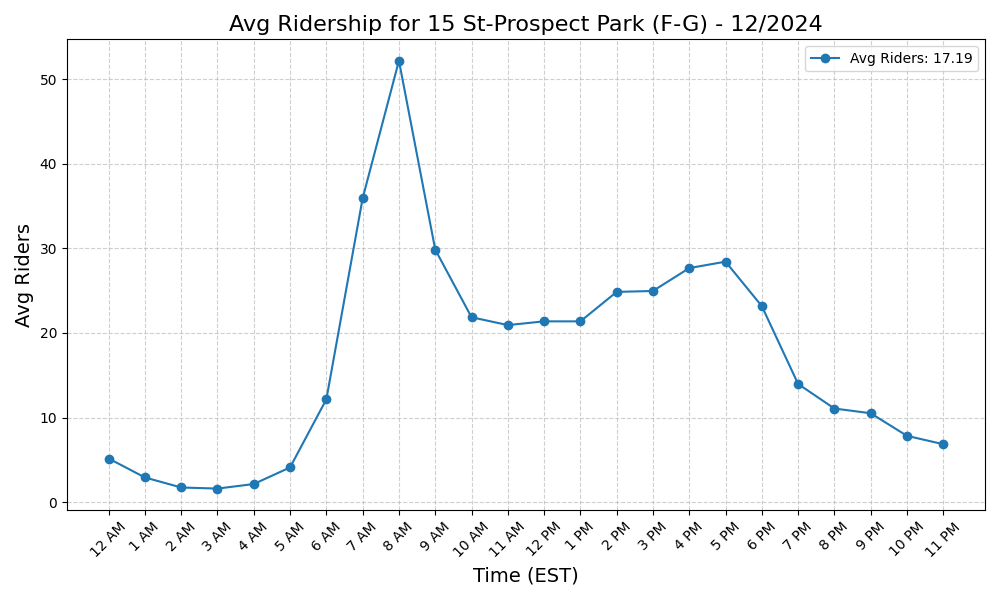 Avg Ridership for 15 St-Prospect Park (F-G) - 12/2024
Avg Riders: 17.19
Avg Riders
50
40
30
20
10
0
12 AM
1 AM
2 AM
3 AM
4 AM
5 AM
6 AM
7 AM
8 AM
9 AM
10 AM
11 AM
12 PM
1 PM
2 PM
3 PM
4 PM
5 PM
6 PM
7 PM
8 PM
9 PM
10 PM
11 PM
Time (EST)